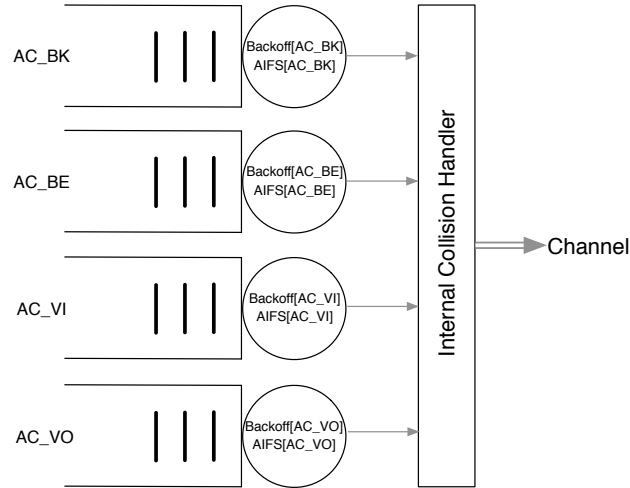 AC_BK
Backoff[AC_BK]
AIFS[AC_BK]
AC_BE
Backoff[AC_BE]
AIFS[AC_BE]
AC_VI
Backoff[AC_VI]
AIFS[AC_VI]
AC_VO
Backoff[AC_VO]
AIFS[AC_VO]
Internal Collision Handler
Channel